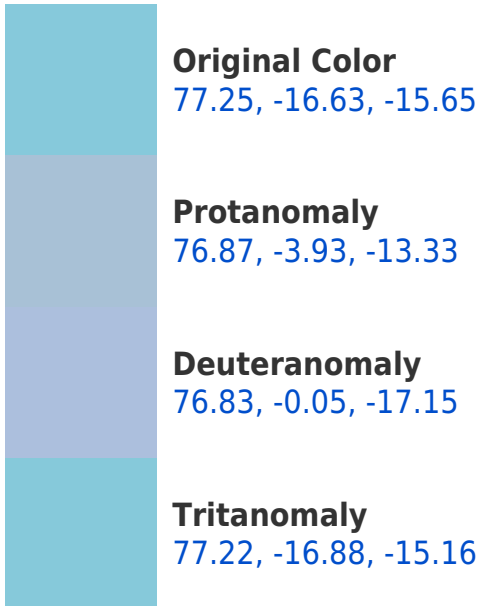 Original Color
77.25, -16.63, -15.65
Protanomaly
76.87, -3.93, -13.33
Deuteranomaly
76.83, -0.05, -17.15
Tritanomaly
77.22, -16.88, -15.16